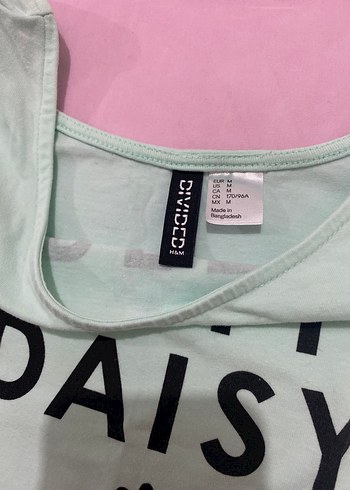 DIVIDED
H&M
EUR M
US M
CA M
CN 170/96A
MX M
Made in
Bangladesh
DAISY